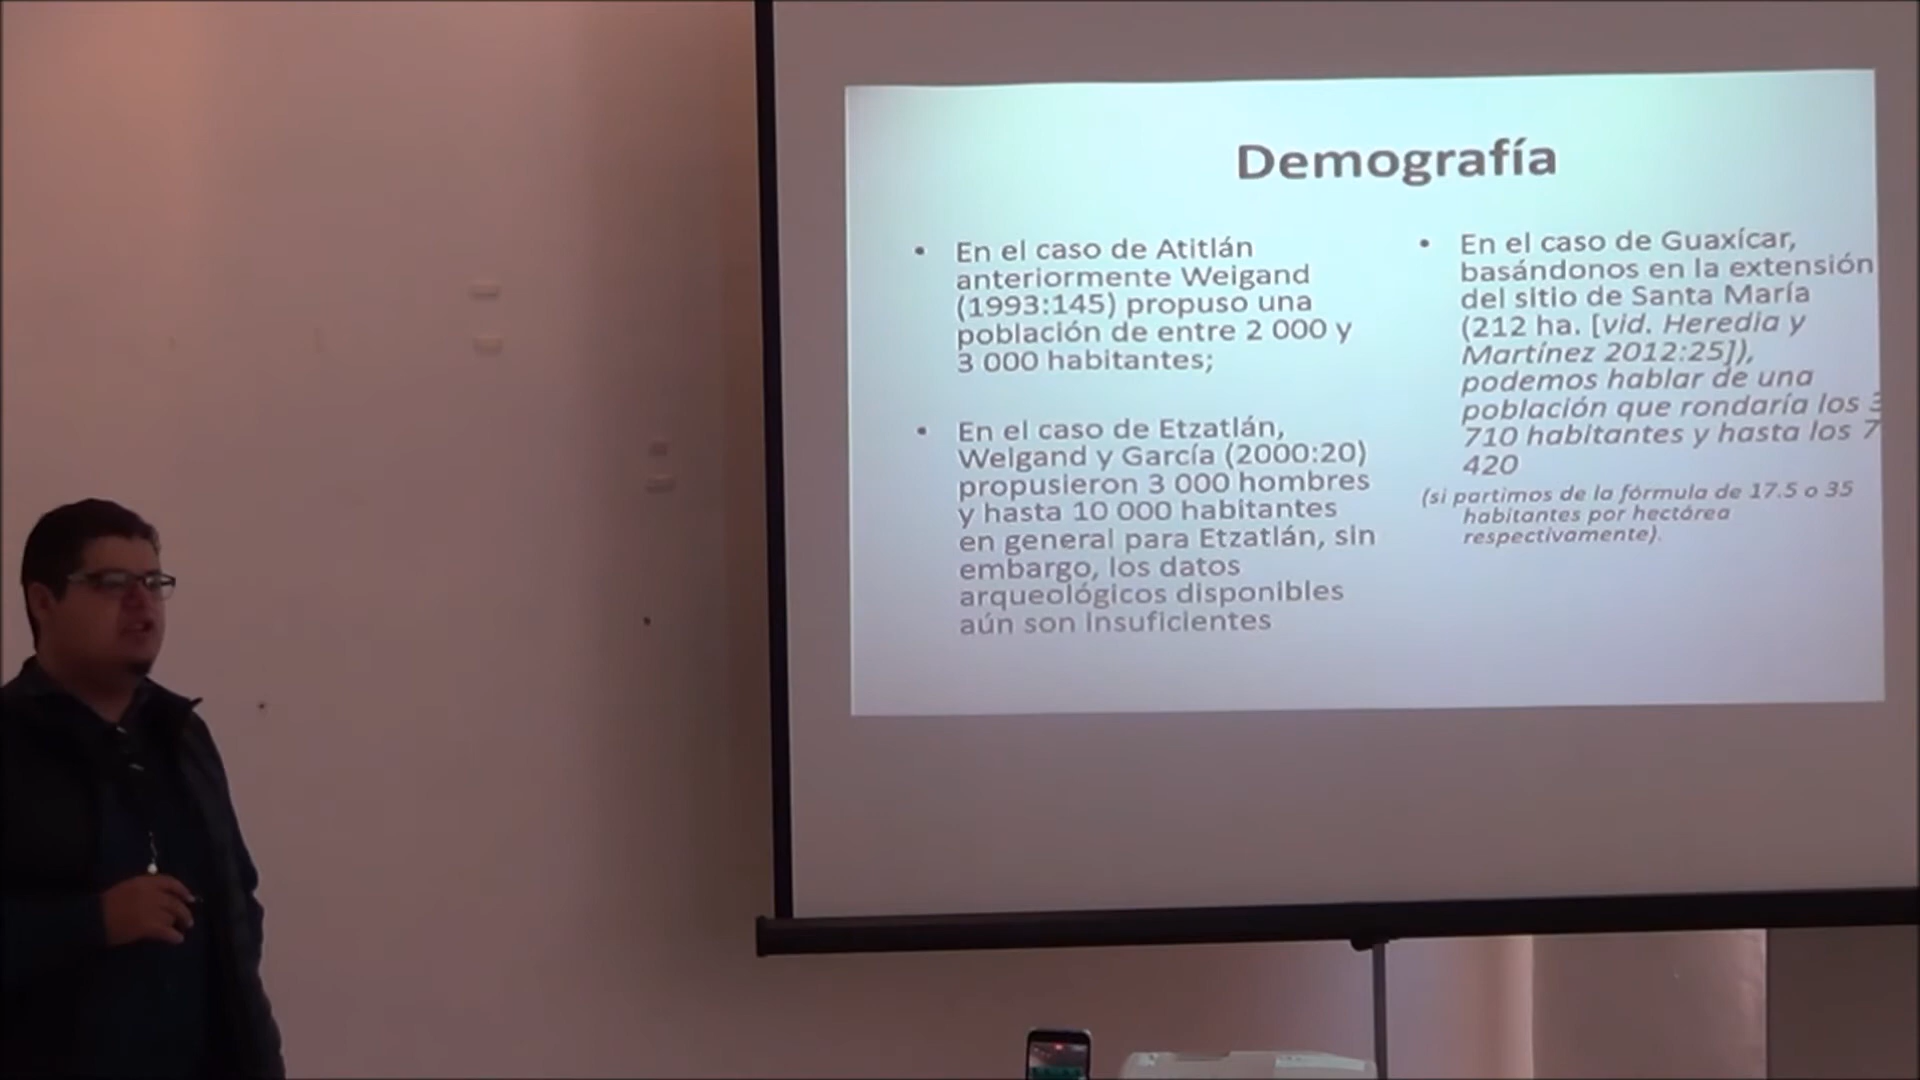 Demografía
• En el caso de Atitlán
anteriormente Weigand
(1993:145) propuso una
población de entre 2 000 y
3 000 habitantes;
• En el caso de Etzatlán,
Weigand y García (2000:20)
propusieron 3 000 hombres
y hasta 10 000 habitantes
en general para Etzatlán, sin
embargo, los datos
arqueológicos disponibles
aún son insuficientes
• En el caso de Guaxícar,
basándonos en la extensión
del sitio de Santa María
(212 ha. [vid. Heredia y
Martínez 2012:25]),
podemos hablar de una
población que rondaría los 3
710 habitantes y hasta los 7
420
(si partimos de la fórmula de 17.5 o 35
habitantes por hectárea
respectivamente).